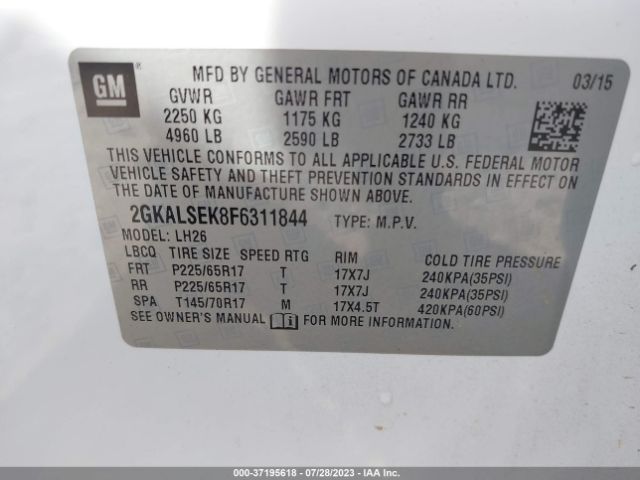 GM ®
MFD BY GENERAL MOTORS OF CANADA LTD. 03/15
GVWR GAWR FRT GAWR RR
2250 KG 1175 KG 1240 KG
4960 LB 2590 LB 2733 LB
THIS VEHICLE CONFORMS TO ALL APPLICABLE U.S. FEDERAL MOTOR
VEHICLE SAFETY AND THEFT PREVENTION STANDARDS IN EFFECT ON
THE DATE OF MANUFACTURE SHOWN ABOVE.
2GKALSEK8F6311844 TYPE: M.P.V.
MODEL: LH26
LBCQ TIRE SIZE SPEED RTG RIM COLD TIRE PRESSURE
FRT P225/65R17 T 17X7J 240KPA(35PSI)
RR P225/65R17 T 17X7J 240KPA(35PSI)
SPA T145/70R17 M 17X4.5T 420KPA(60PSI)
SEE OWNER'S MANUAL FOR MORE INFORMATION.
000-37195618 - 07/28/2023 - IAAI.COM